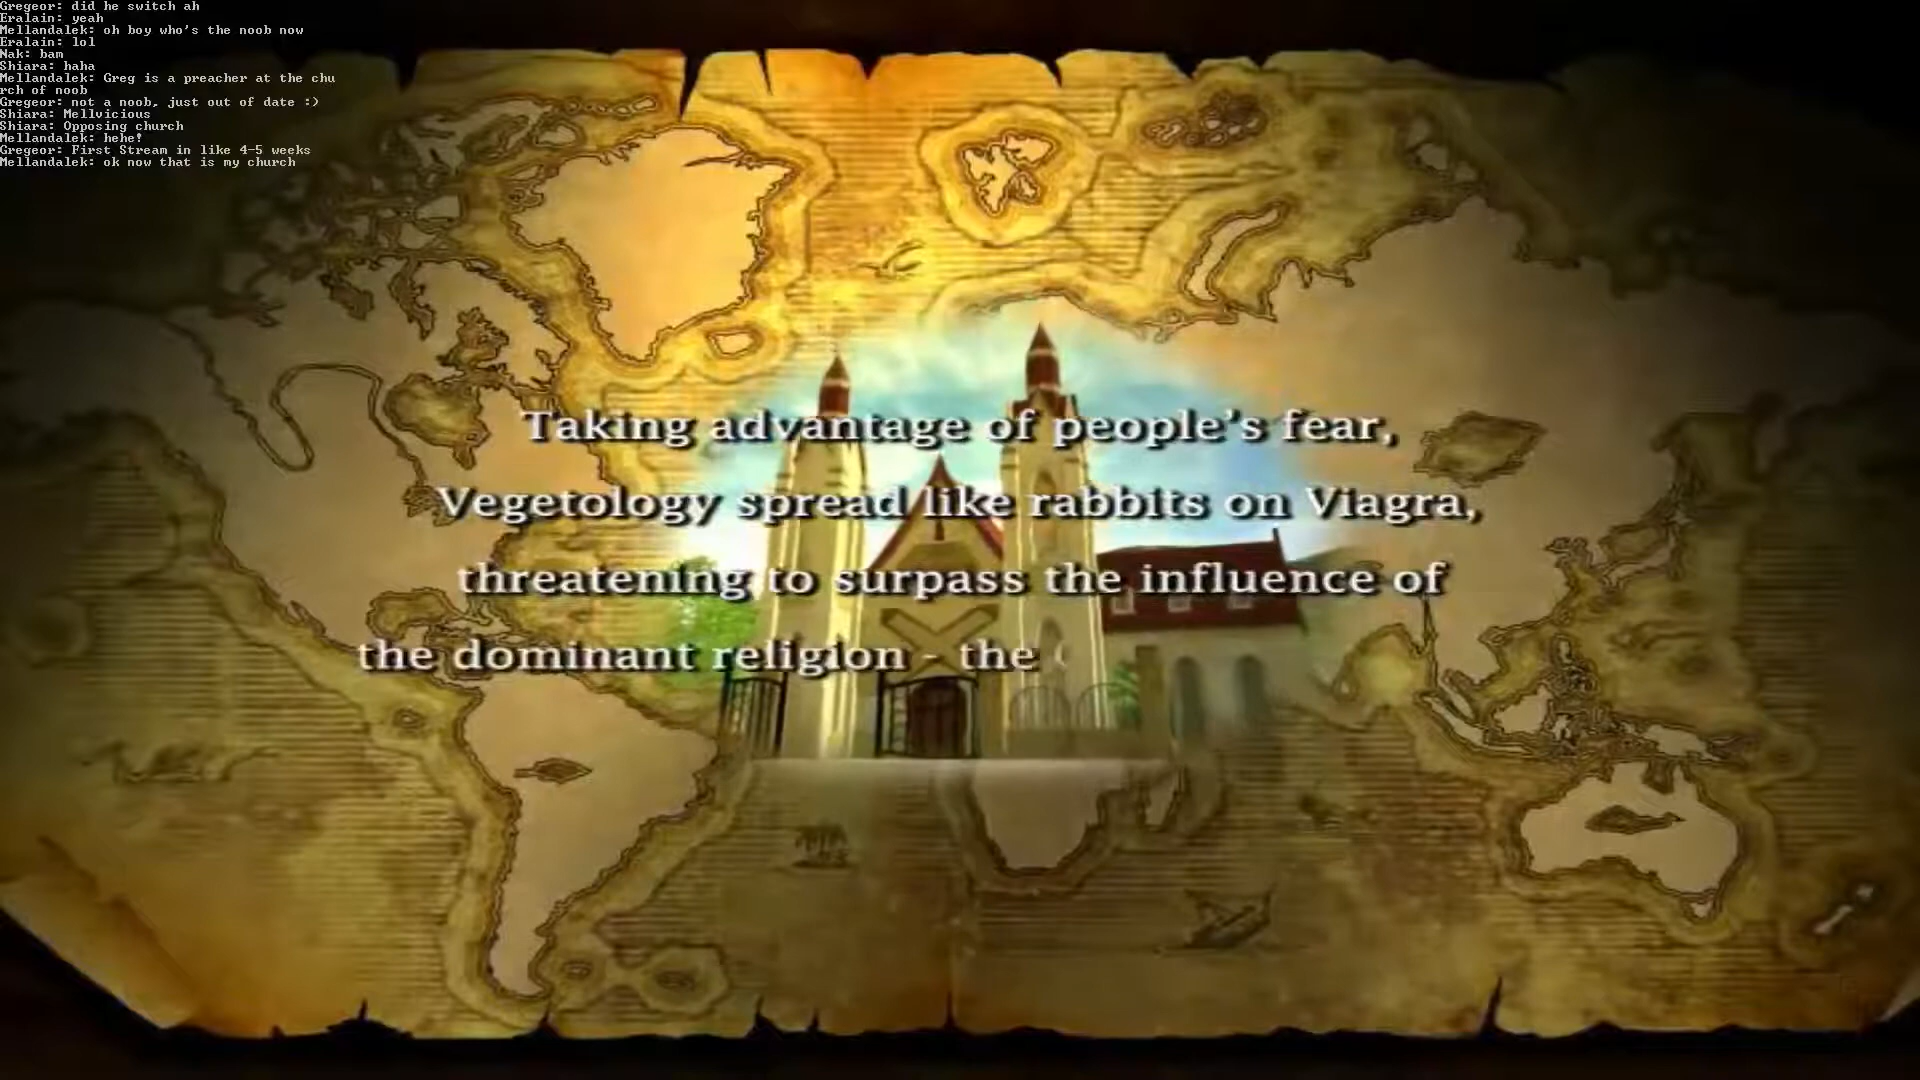 Gregeor: did he switch ah
Eralain: yeah
Mellandalek: oh boy who's the noob now
Eralain: lol
Nak: bam
Shiara: haha
Mellandalek: Greg is a preacher at the chu
rch of noob
Gregeor: not a noob, just out of date :)
Shiara: Mellvicious
Shiara: Opposing church
Mellandalek: hehe!
Gregeor: First Stream in like 4-5 weeks
Mellandalek: ok now that is my church
Taking advantage of people's fear,
Vegetology spread like rabbits on Viagra,
threatening to surpass the influence of
the dominant religion - the